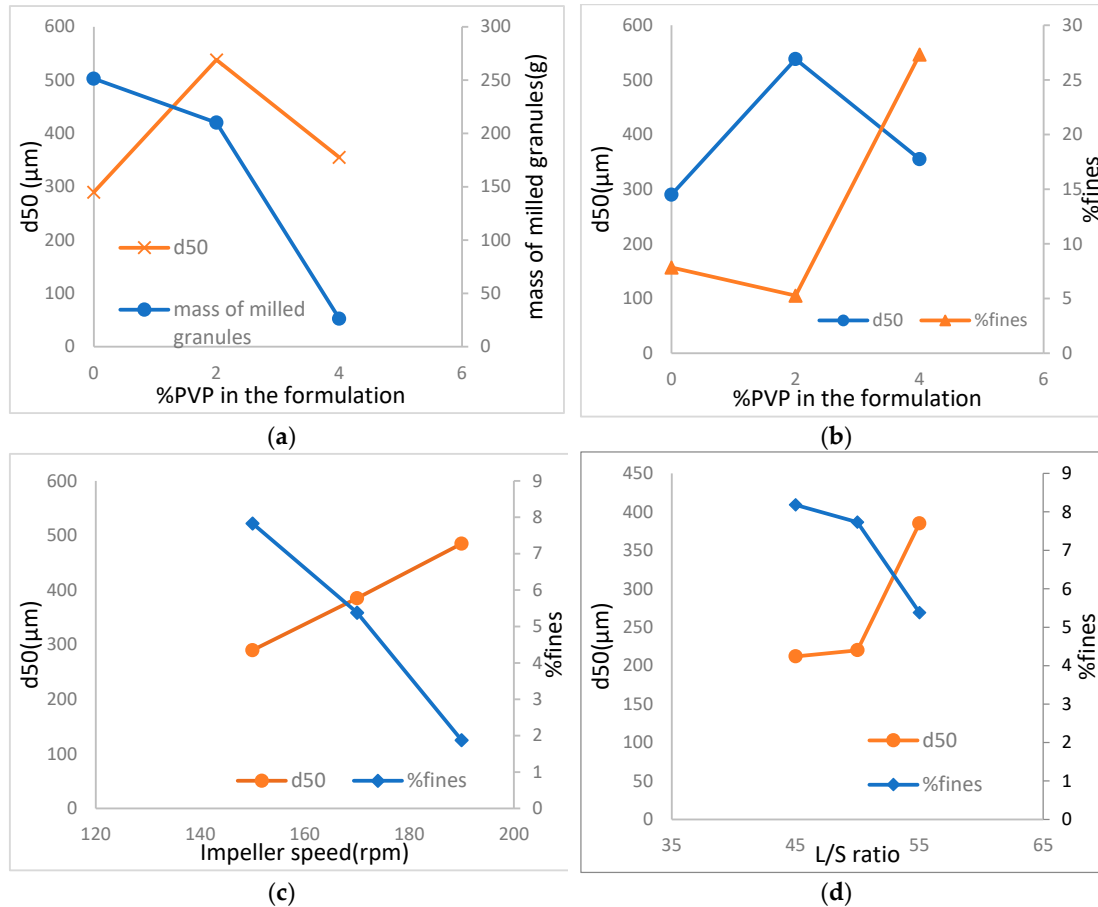 600
500
400
300
200
100
0
d50 (µm)
300
250
200
150
100
50
0
mass of milled granules(g)
d50
mass of milled
granules
0 2 4 6
%PVP in the formulation
(a)
600
500
400
300
200
100
0
d50(µm)
30
25
20
15
10
5
0
%fines
d50 %fines
0 2 4 6
%PVP in the formulation
(b)
600
500
400
300
200
100
0
d50(µm)
9
8
7
6
5
4
3
2
1
0
%fines
d50 %fines
120 140 160 180 200
Impeller speed(rpm)
(c)
450
400
350
300
250
200
150
100
50
0
d50(µm)
9
8
7
6
5
4
3
2
1
0
%fines
d50
%fines
35 45 55 65
L/S ratio
(d)